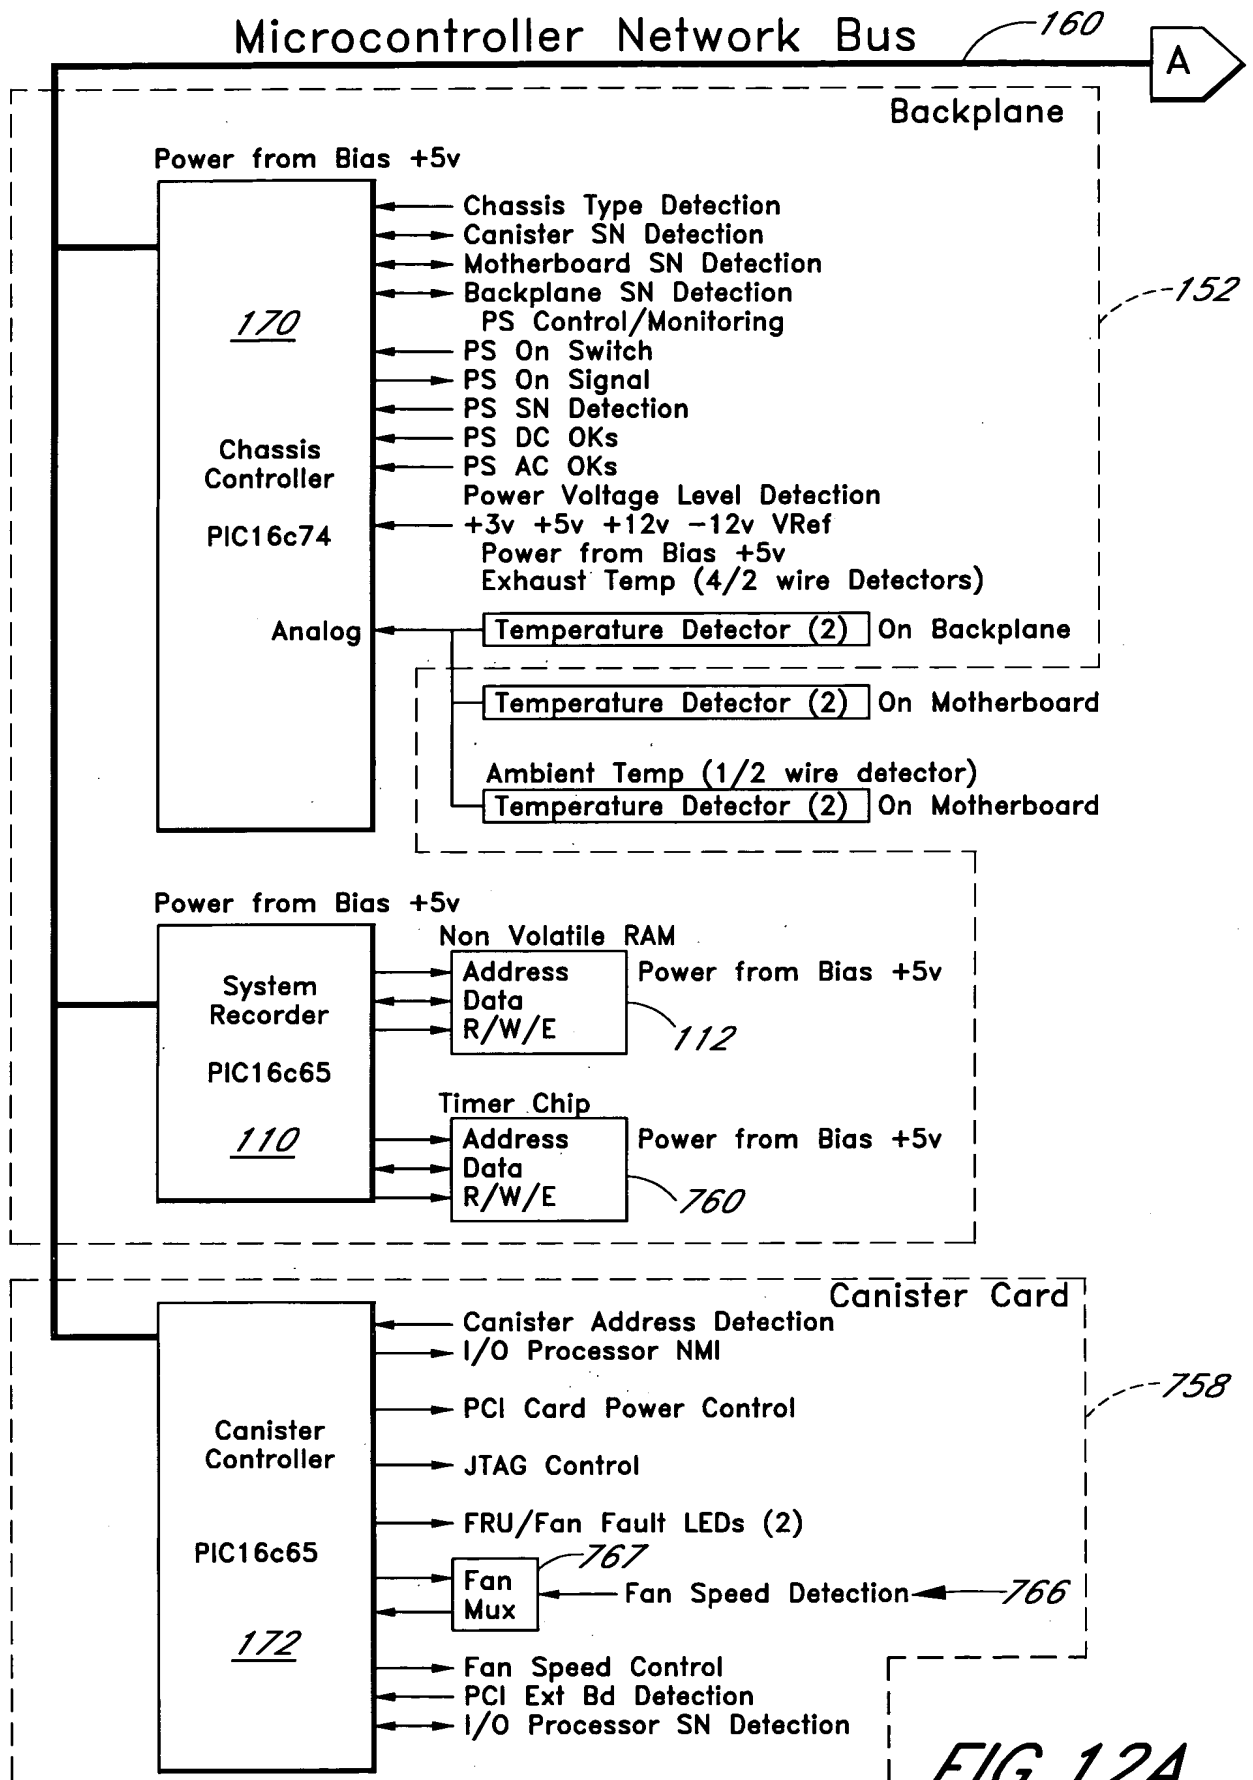 Microcontroller Network Bus
160
A
Backplane
Power from Bias +5v
Chassis Type Detection
Canister SN Detection
Motherboard SN Detection
Backplane SN Detection
152
170
PS Control/Monitoring
PS On Switch
PS On Signal
PS SN Detection
PS DC OKs
Chassis
Controller
PS AC OKs
Power Voltage Level Detection
PIC16c74
+3v +5v +12v -12v VRef
Power from Bias +5v
Exhaust Temp (4/2 wire Detectors)
Analog
Temperature Detector (2) On Backplane
Temperature Detector (2) On Motherboard
Ambient Temp (1/2 wire detector)
Temperature Detector (2) On Motherboard
Power from Bias +5v
Non Volatile RAM
System
Recorder
Address
Data
R/W/E
Power from Bias +5v
112
PIC16c65
Timer Chip
110
Address
Data
R/W/E
Power from Bias +5v
760
Canister Card
Canister Address Detection
I/O Processor NMI
758
PCI Card Power Control
Canister
Controller
JTAG Control
FRU/Fan Fault LEDs (2)
PIC16c65
767
Fan
Mux
Fan Speed Detection
766
172
Fan Speed Control
PCI Ext Bd Detection
I/O Processor SN Detection
FIG. 12A